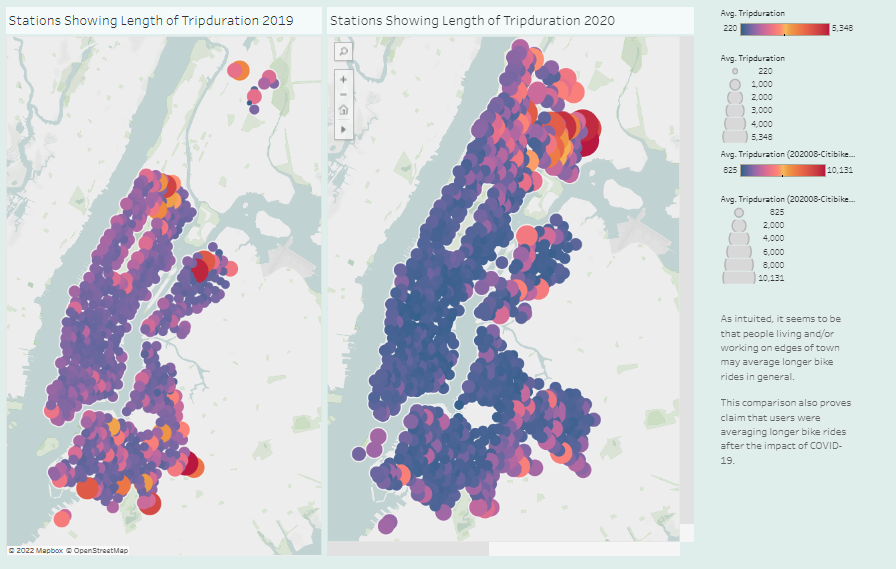 Stations Showing Length of Tripduration 2019
Stations Showing Length of Tripduration 2020
© 2022 Mapbox © OpenStreetMap
Avg. Tripduration
220 5,348
Avg. Tripduration
220
1,000
2,000
3,000
4,000
5,348
Avg. Tripduration (202008-Citibike...
825 10,131
Avg. Tripduration (202008-Citibike...
825
2,000
4,000
6,000
8,000
10,131
As intuited, it seems to be
that people living and/or
working on edges of town
may average longer bike
rides in general.
This comparison also proves
claim that users were
averaging longer bike rides
after the impact of COVID-
19.